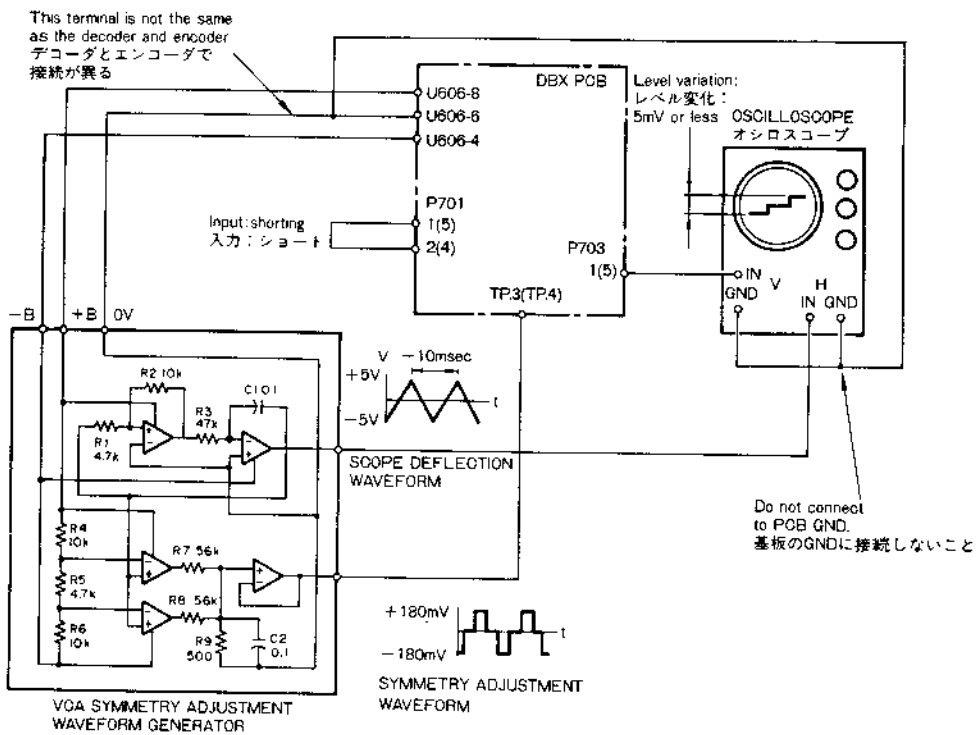 This terminal is not the same
as the decoder and encoder
デコーダとエンコーダで
接続が異る
U606-8
U606-6
U606-4
DBX PCB
Level variation:
レベル変化：
5mV or less
OSCILLOSCOPE
オシロスコープ
P701
1(5)
2(4)
Input:shorting
入力：ショート
P703
1(5)
TP.3(TP.4)
IN
V
GND
H
IN GND
-B
+B
0V
R2 10k
R3
47k
C1 0.1
R1
4.7k
V
-10msec
+5V
-5V
t
SCOPE DEFLECTION
WAVEFORM
R4
10k
R5
4.7k
R6
10k
R7 56k
R8 56k
R9
500
C2
0.1
Do not connect
to PCB GND.
基板のGNDに接続しないこと
+180mV
-180mV
t
SYMMETRY ADJUSTMENT
WAVEFORM
VCA SYMMETRY ADJUSTMENT
WAVEFORM GENERATOR